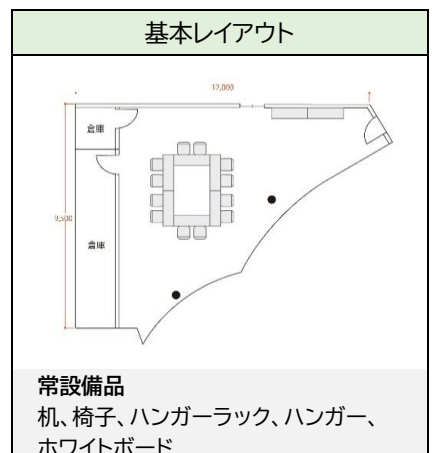 基本レイアウト
12,000
倉庫
9,500
倉庫
常設備品
机、椅子、ハンガーラック、ハンガー、
ホワイトボード